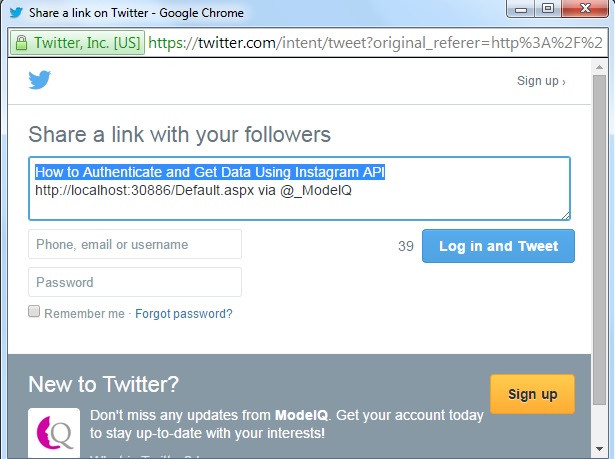 Share a link on Twitter - Google Chrome
Twitter, Inc. [US] https://twitter.com/intent/tweet?original_referer=http%3A%2F%2
Sign up ›
Share a link with your followers
How to Authenticate and Get Data Using Instagram API
http://localhost:30886/Default.aspx via @_ModelQ
Phone, email or username
39 Log in and Tweet
Password
Remember me · Forgot password?
New to Twitter?
Sign up
Don't miss any updates from ModelQ. Get your account today
to stay up-to-date with your interests!